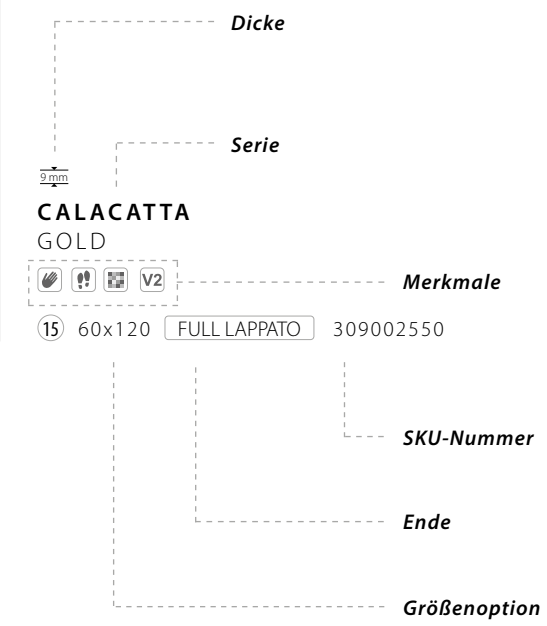 Dicke
Serie
9 mm
CALACATTA
GOLD
V2
Merkmale
15 60x120 FULL LAPPATO 309002550
SKU-Nummer
Ende
Größenoption